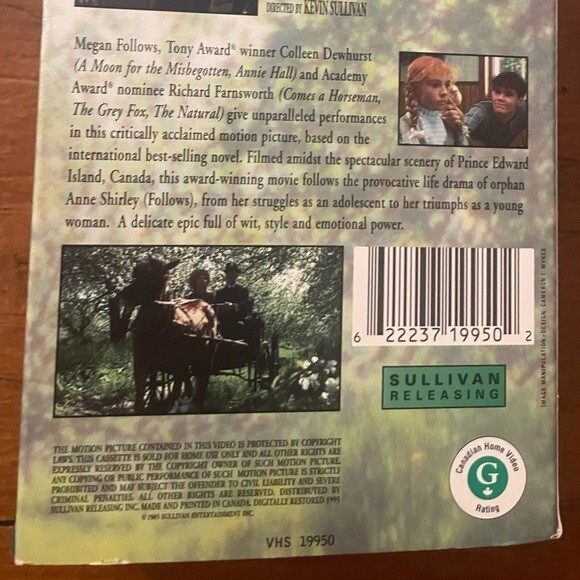 DIRECTED BY KEVIN SULLIVAN
Megan Follows, Tony Award® winner Colleen Dewhurst
(A Moon for the Misbegotten, Annie Hall) and Academy
Award® nominee Richard Farnsworth (Comes a Horseman,
The Grey Fox, The Natural) give unparalleled performances
in this critically acclaimed motion picture, based on the
international best-selling novel. Filmed amidst the spectacular scenery of Prince Edward
Island, Canada, this award-winning movie follows the provocative life drama of orphan
Anne Shirley (Follows), from her struggles as an adolescent to her triumphs as a young
woman. A delicate epic full of wit, style and emotional power.
6 22237 19950 2
IMAGE MANIPULATION + DESIGN: CAMERON J. WYKES
SULLIVAN
RELEASING
THE MOTION PICTURE CONTAINED IN THIS VIDEO IS PROTECTED BY COPYRIGHT
LAWS. THIS CASSETTE IS SOLD FOR HOME USE ONLY AND ALL OTHER RIGHTS ARE
EXPRESSLY RESERVED BY THE COPYRIGHT OWNER OF SUCH MOTION PICTURE.
ANY COPYING OR PUBLIC PERFORMANCE OF SUCH MOTION PICTURE IS STRICTLY
PROHIBITED AND MAY SUBJECT THE OFFENDER TO CIVIL LIABILITY AND SEVERE
CRIMINAL PENALTIES. ALL OTHER RIGHTS ARE RESERVED. DISTRIBUTED BY
SULLIVAN RELEASING INC. MADE AND PRINTED IN CANADA. DIGITALLY RESTORED 1995
© 1985 SULLIVAN ENTERTAINMENT INC.
Canadian Home Video
G
Rating
VHS 19950